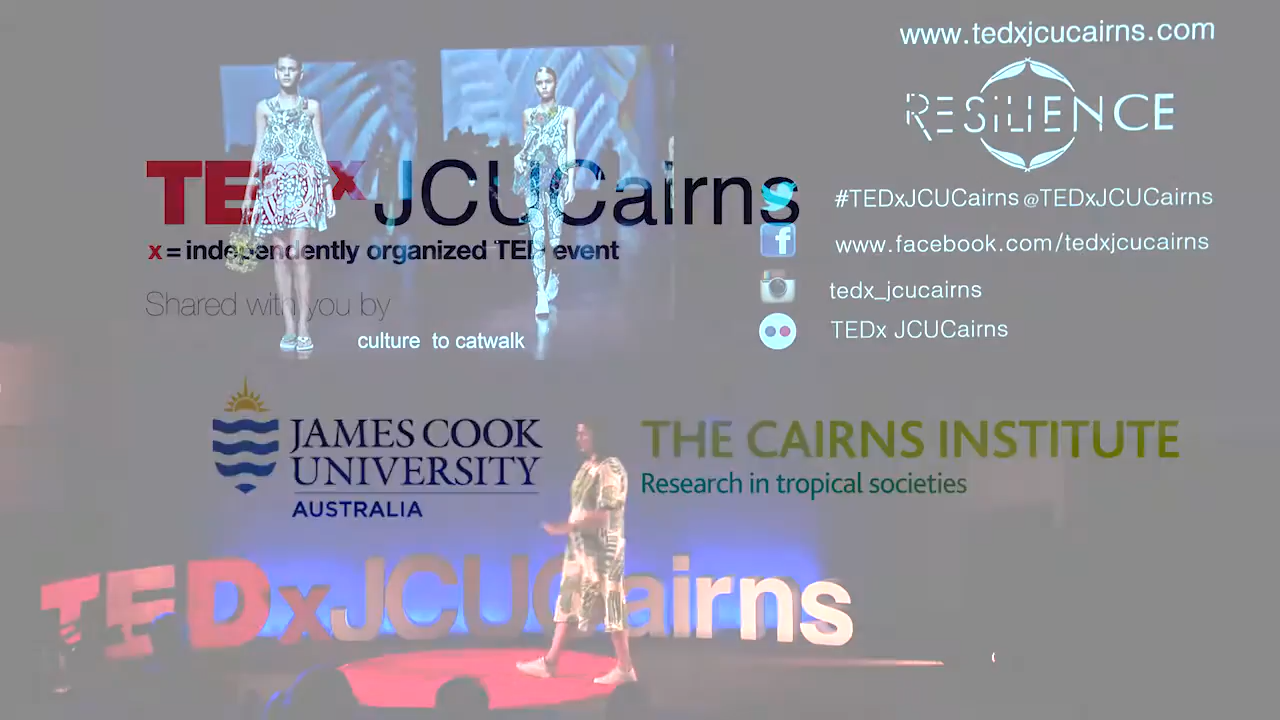 www.tedxjcucairns.com
RESILIENCE
TEDxJCUCairns
x = independently organized TED event
#TEDxJCUCairns @TEDxJCUCairns
www.facebook.com/tedxjcucairns
Shared with you by
tedx_jcucairns
culture to catwalk
TEDx JCUCairns
JAMES COOK
UNIVERSITY
AUSTRALIA
THE CAIRNS INSTITUTE
Research in tropical societies
TEDxJCUCairns